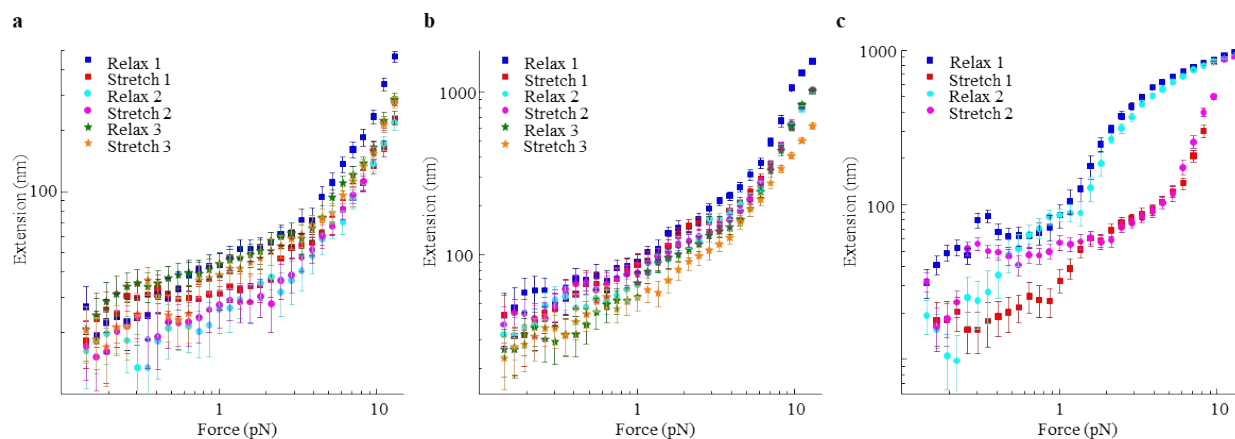 a
Relax 1
Stretch 1
Relax 2
Stretch 2
Relax 3
Stretch 3
100
Extension (nm)
1
10
Force (pN)
b
Relax 1
Stretch 1
Relax 2
Stretch 2
Relax 3
Stretch 3
1000
100
Extension (nm)
1
10
Force (pN)
c
1000
Relax 1
Stretch 1
Relax 2
Stretch 2
100
Extension (nm)
1
10
Force (pN)